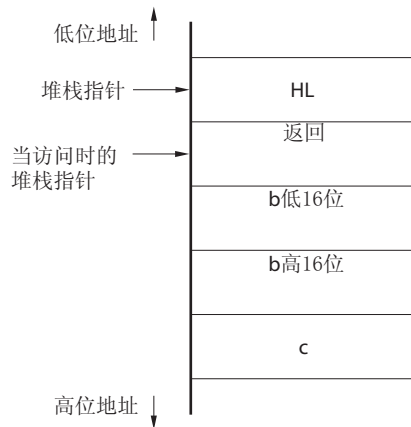 低位地址
堆栈指针
HL
返回
当访问时的
堆栈指针
b低16位
b高16位
c
高位地址